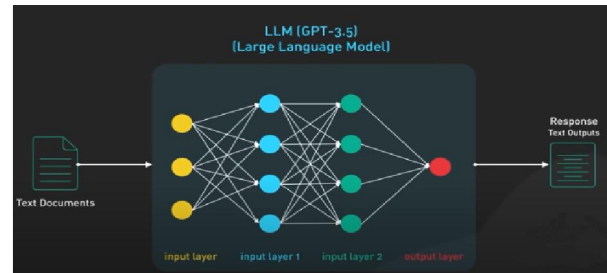 LLM (GPT-3.5)
(Large Language Model)
Text Documents
Response
Text Outputs
input layer
input layer 1
input layer 2
output layer